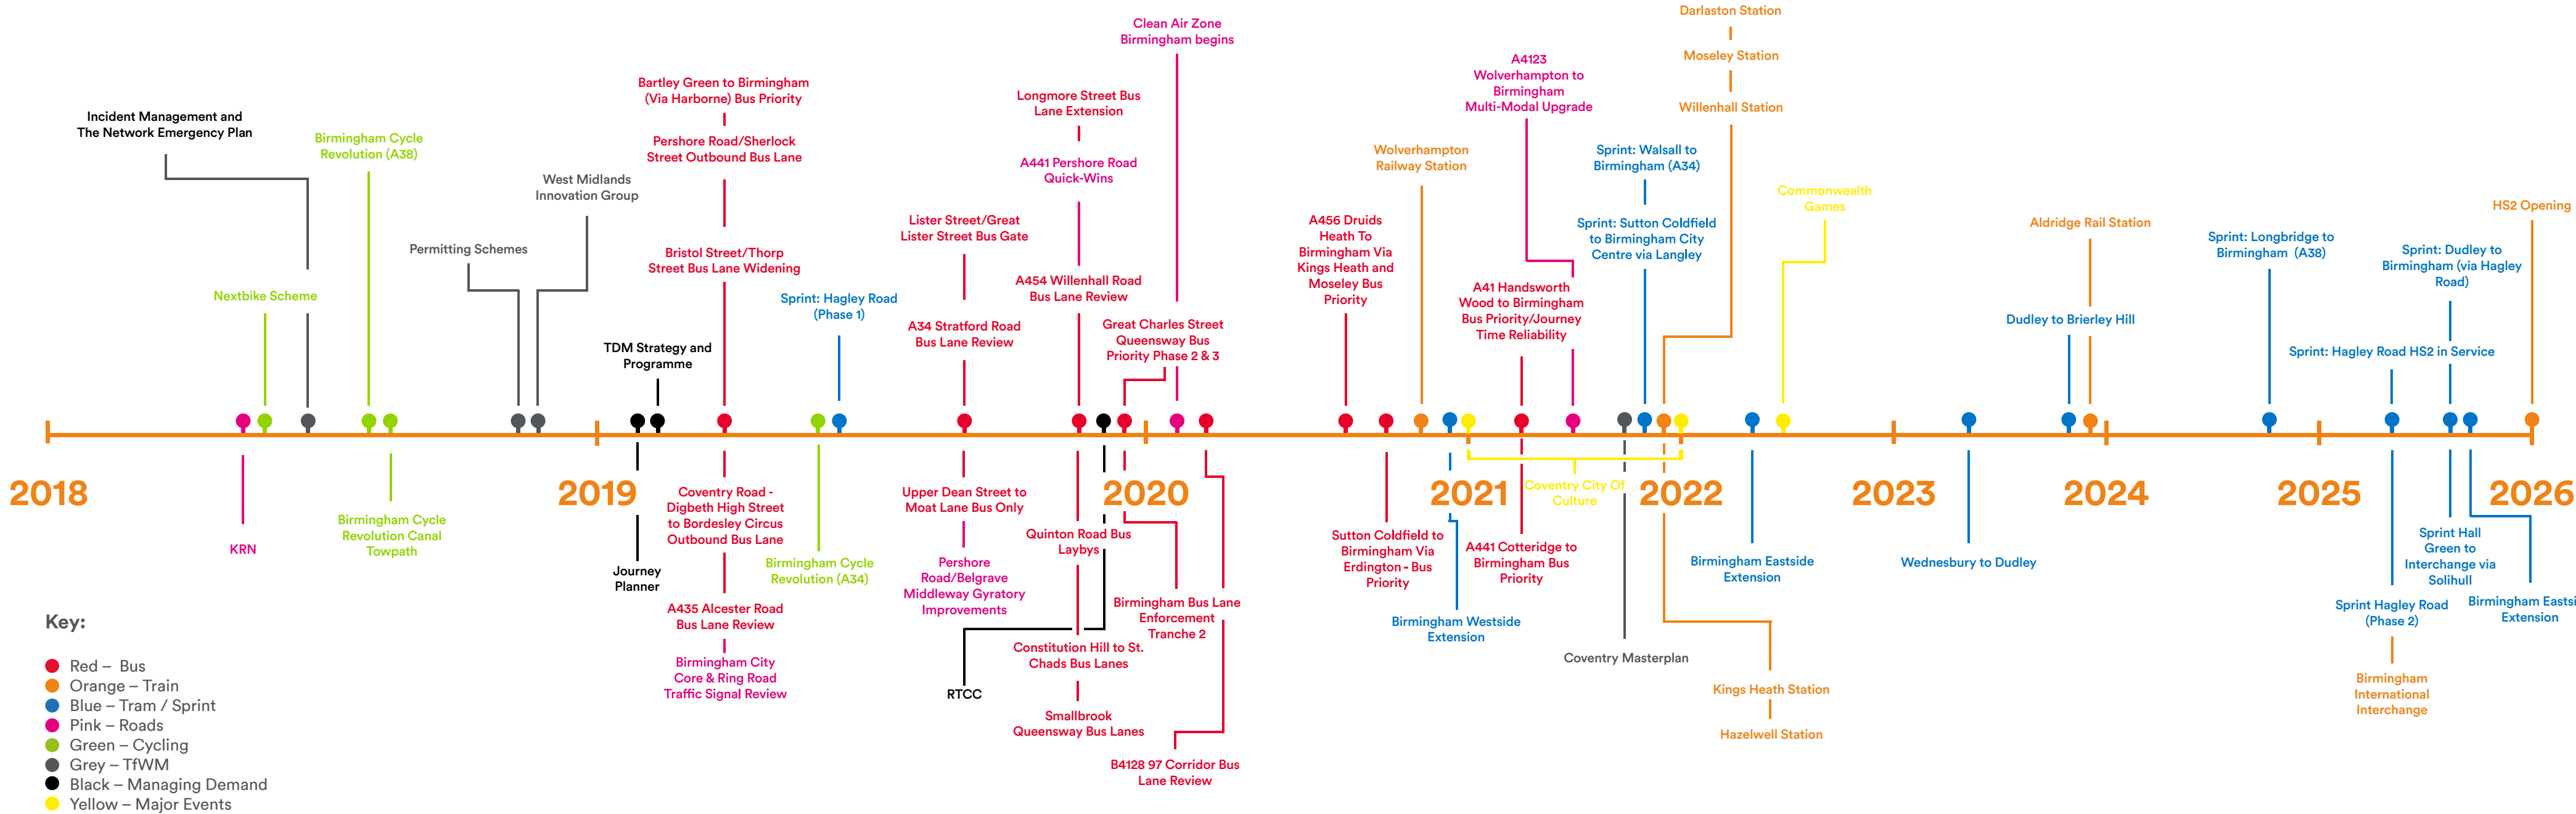 Incident Management and
The Network Emergency Plan
Birmingham Cycle
Revolution (A38)
Nextbike Scheme
Permitting Schemes
West Midlands
Innovation Group
Bartley Green to Birmingham
(Via Harborne) Bus Priority
Pershore Road/Sherlock
Street Outbound Bus Lane
Bristol Street/Thorp
Street Bus Lane Widening
TDM Strategy and
Programme
Sprint: Hagley Road
(Phase 1)
Lister Street/Great
Lister Street Bus Gate
A34 Stratford Road
Bus Lane Review
Longmore Street Bus
Lane Extension
A441 Pershore Road
Quick-Wins
A454 Willenhall Road
Bus Lane Review
Clean Air Zone
Birmingham begins
Great Charles Street
Queensway Bus
Priority Phase 2 & 3
A456 Druids
Heath To
Birmingham Via
Kings Heath and
Moseley Bus
Priority
Wolverhampton
Railway Station
A4123
Wolverhampton to
Birmingham
Multi-Modal Upgrade
A41 Handsworth
Wood to Birmingham
Bus Priority/Journey
Time Reliability
Sprint: Walsall to
Birmingham (A34)
Sprint: Sutton Coldfield
to Birmingham City
Centre via Langley
Darlaston Station
Moseley Station
Willenhall Station
Commonwealth
Games
Aldridge Rail Station
Dudley to Brierley Hill
Sprint: Longbridge to
Birmingham (A38)
Sprint: Dudley to
Birmingham (via Hagley
Road)
Sprint: Hagley Road HS2 in Service
HS2 Opening
2018
2019
2020
2021
2022
2023
2024
2025
2026
KRN
Birmingham Cycle
Revolution Canal
Towpath
Journey
Planner
Coventry Road -
Digbeth High Street
to Bordesley Circus
Outbound Bus Lane
A435 Alcester Road
Bus Lane Review
Birmingham City
Core & Ring Road
Traffic Signal Review
Birmingham Cycle
Revolution (A34)
Upper Dean Street to
Moat Lane Bus Only
Pershore
Road/Belgrave
Middleway Gyratory
Improvements
RTCC
Quinton Road Bus
Laybys
Constitution Hill to St.
Chads Bus Lanes
Smallbrook
Queensway Bus Lanes
Birmingham Bus Lane
Enforcement
Tranche 2
B4128 97 Corridor Bus
Lane Review
Sutton Coldfield to
Birmingham Via
Erdington - Bus
Priority
Birmingham Westside
Extension
A441 Cotteridge to
Birmingham Bus
Priority
Coventry City Of
Culture
Coventry Masterplan
Birmingham Eastside
Extension
Kings Heath Station
Hazelwell Station
Wednesbury to Dudley
Sprint Hagley Road
(Phase 2)
Birmingham
International
Interchange
Sprint Hall
Green to
Interchange via
Solihull
Birmingham Eastsi
Extension
Key:
Red – Bus
Orange – Train
Blue – Tram / Sprint
Pink – Roads
Green – Cycling
Grey – TfWM
Black – Managing Demand
Yellow – Major Events